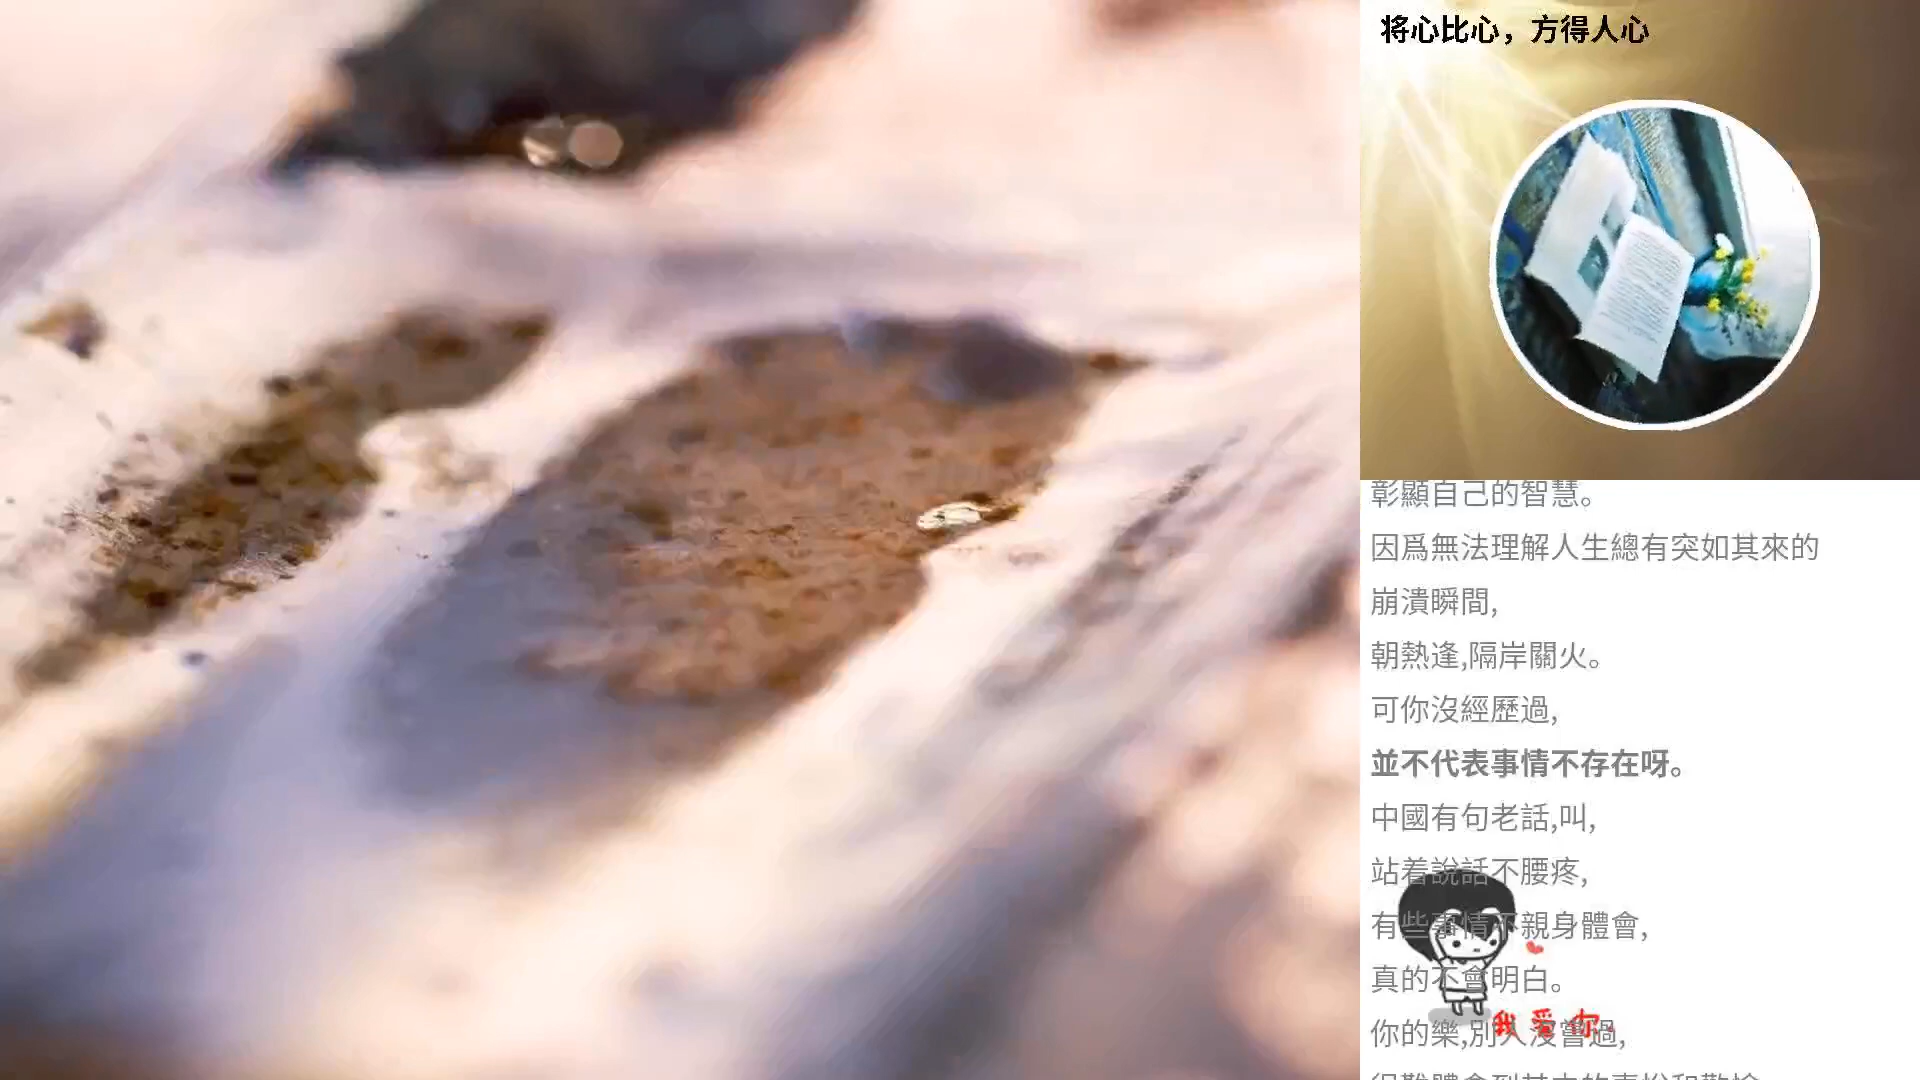 将心比心，方得人心
彰顯自己的智慧。
因爲無法理解人生總有突如其來的
崩潰瞬間,
朝熱逢,隔岸關火。
可你沒經歷過,
並不代表事情不存在呀。
中國有句老話,叫,
站着說話不腰疼,
有些事情不親身體會,
真的不會明白。
你的樂,別人沒嘗過,
我爱你